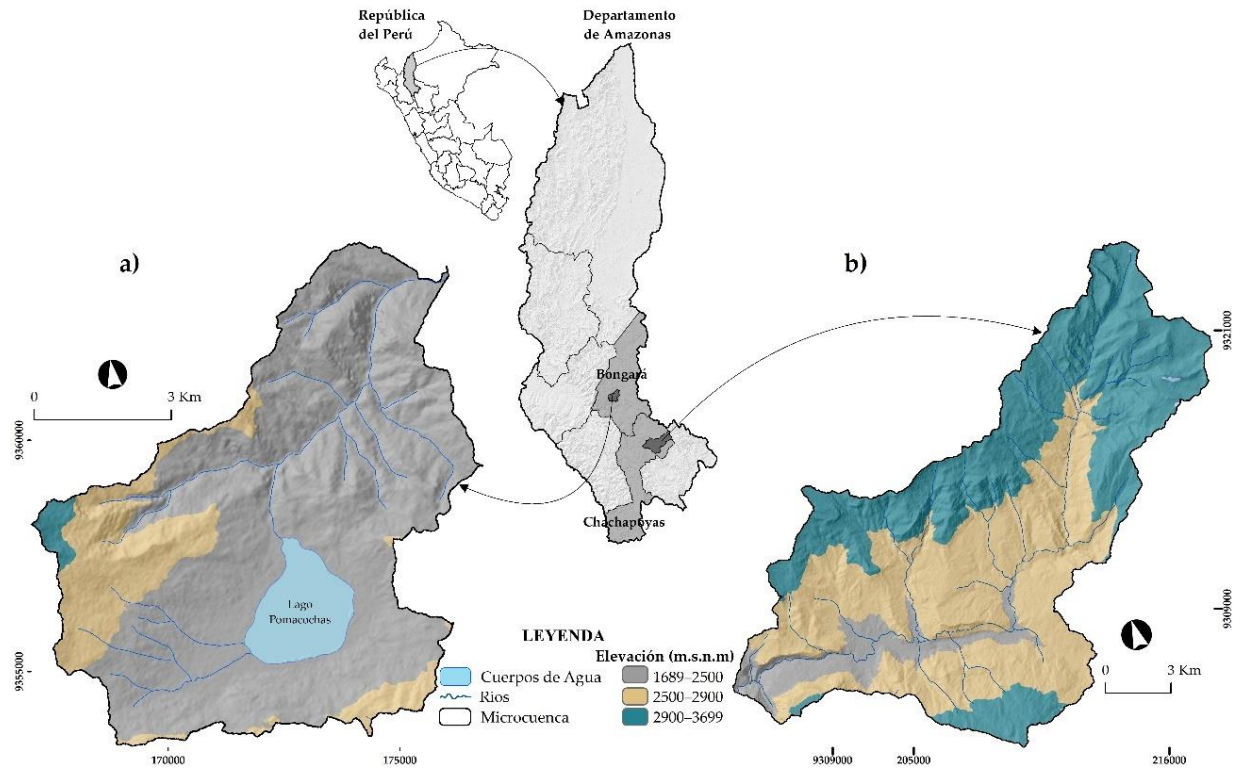 República
del Perú
Departamento
de Amazonas
a)
b)
0 3 Km
9360000
9355000
170000
175000
Lago
Pomacochas
Bongará
Chachapoyas
LEYENDA
Cuerpos de Agua
Rios
Microcuenca
Elevación (m.s.n.m)
1689–2500
2500–2900
2900–3699
9321000
9309000
0 3 Km
9309000
205000
216000